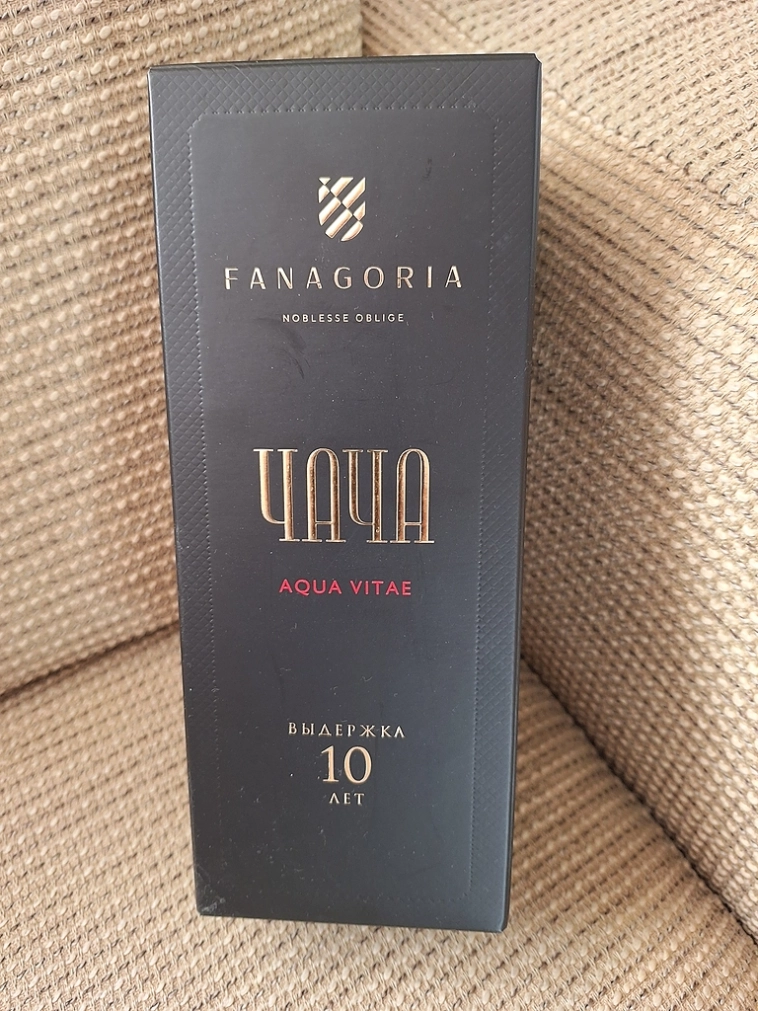 FANAGORIA
NOBLESSE OBLIGE
ЧАЧА
AQUA VITAE
ВЫДЕРЖКА
10
ЛЕТ